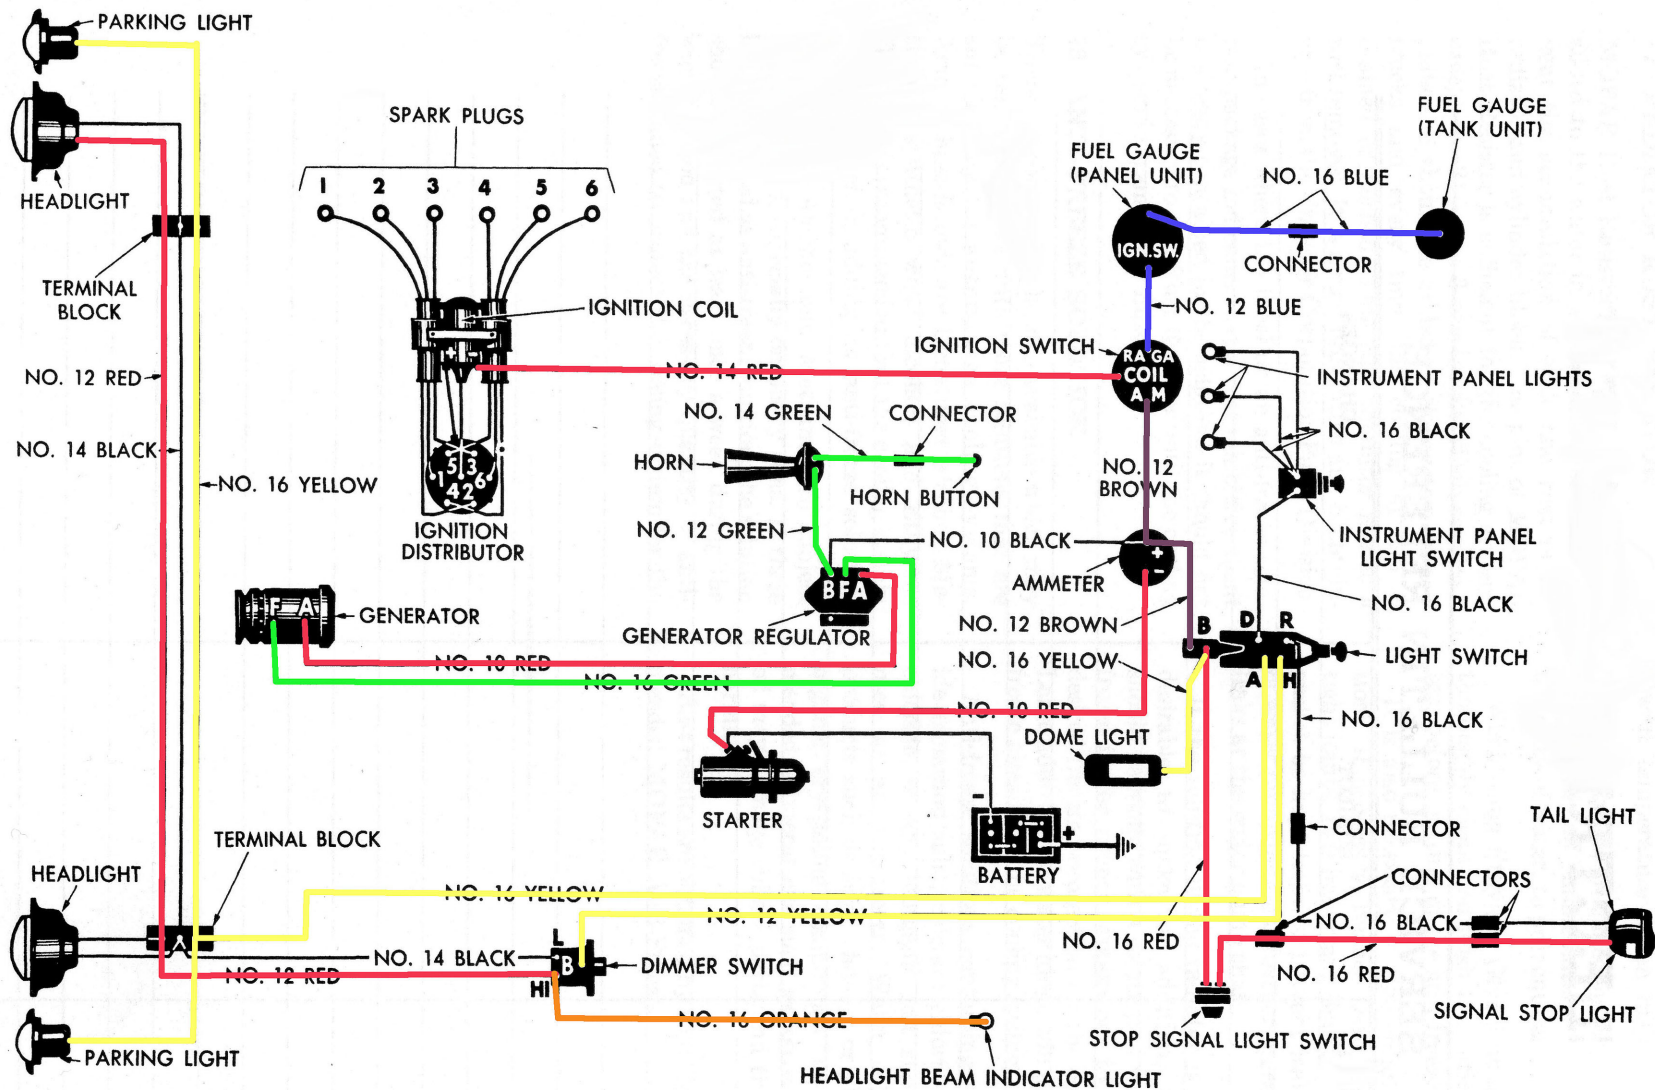 PARKING LIGHT
HEADLIGHT
TERMINAL
BLOCK
NO. 12 RED
NO. 14 BLACK
NO. 16 YELLOW
SPARK PLUGS
1 2 3 4 5 6
IGNITION COIL
+ -
5 3
1 6
4 2
IGNITION
DISTRIBUTOR
NO. 14 RED
FUEL GAUGE
(PANEL UNIT)
IGN.SW.
NO. 16 BLUE
CONNECTOR
FUEL GAUGE
(TANK UNIT)
NO. 12 BLUE
IGNITION SWITCH
RA GA
COIL
A M
INSTRUMENT PANEL LIGHTS
NO. 16 BLACK
INSTRUMENT PANEL
LIGHT SWITCH
NO. 16 BLACK
NO. 14 GREEN
CONNECTOR
HORN
HORN BUTTON
NO. 12 GREEN
NO. 12
BROWN
NO. 10 BLACK
+
-
AMMETER
B F A
GENERATOR REGULATOR
F A
GENERATOR
NO. 10 RED
NO. 16 GREEN
NO. 12 BROWN
NO. 16 YELLOW
B D R
A H
LIGHT SWITCH
NO. 16 BLACK
NO. 10 RED
DOME LIGHT
STARTER
- +
BATTERY
CONNECTOR
TAIL LIGHT
CONNECTORS
NO. 16 BLACK
NO. 16 RED
NO. 16 RED
SIGNAL STOP LIGHT
STOP SIGNAL LIGHT SWITCH
TERMINAL BLOCK
HEADLIGHT
NO. 16 YELLOW
NO. 12 YELLOW
L
B
HI
DIMMER SWITCH
NO. 14 BLACK
NO. 12 RED
NO. 16 ORANGE
PARKING LIGHT
HEADLIGHT BEAM INDICATOR LIGHT